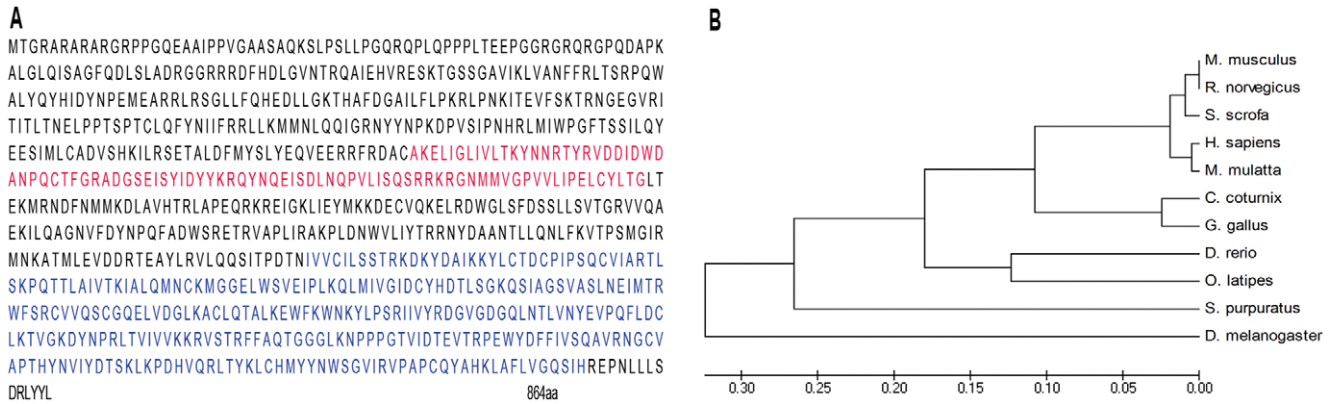 A
MTGRARARARGRPPGQEAAIPPVGAASAQKSLPSLLPGQRQPLQPPPLTEEPGGRGRQRGPQDAPK
ALGLQISAGFQDLSLADRGGRRRDFHDLGVNTRQAIEHVRESKTGSSGAVIKLVANFFRLTSRPQW
ALYQYHIDYNPEMEARRLRSGLLFQHEDLLGKTHAFDGAILFLPKRLPNKITEVFSKTRNGEGVRI
TITLTNELPPTSPTCLQFYNIIFRRLLKMMNLQQIGRNYYNPKDPVSIPNHRLMIWPGFTSSILQY
EESIMLCADVSHKILRSETALDFMYSLYEQVEERRFRDACAKELIGLIVLTKYNNRTYRVDDIDWD
ANPQCTFGRADGSEISYIDYYKRQYNQEISDLNQPVLISQSRRKRGNMMVGPVVLIPELCYLTGLT
EKMRNDFNMMKDLAVHTRLAPEQRKREIGKLIEYMKKDECVQKELRDWGLSFDSSLLSVTGRVVQA
EKILQAGNVFDYNPQFADWSRETRVAPLIRAKPLDNWVLIYTRRNYDAANTLLQNLFKVTPSMGIR
MNKATMLEVDDRTEAYLRVLQQSITPDTNIVVCILSSTRKDKYDAIKKYLCTDCPIPSQCVIARTL
SKPQTTLAIVTKIALQMNCKMGGELWSVEIPLKQLMIVGIDCYHDTLSGKQSIAGSVASLNEIMTR
WFSRCVVQSCGQELVDGLKACLQTALKEWFKWNKYLPSRIIVYRDGVGDGQLNTLVNYEVPQFLDC
LKTVGKDYNPRLTVIVVKKRVSTRFFAQTGGGLKNPPPGTVIDTEVTRPEWYDFFIVSQAVRNGCV
APTHYNVIYDTSKLKPDHVQRLTYKLCHMYYNWSGVIRVPAPCQYAHKLAFLVGQSIHREPNLLLS
DRLYYL 864aa
B
M. musculus
R. norvegicus
S. scrofa
H. sapiens
M. mulatta
C. coturnix
G. gallus
D. rerio
O. latipes
S. purpuratus
D. melanogaster
0.30 0.25 0.20 0.15 0.10 0.05 0.00